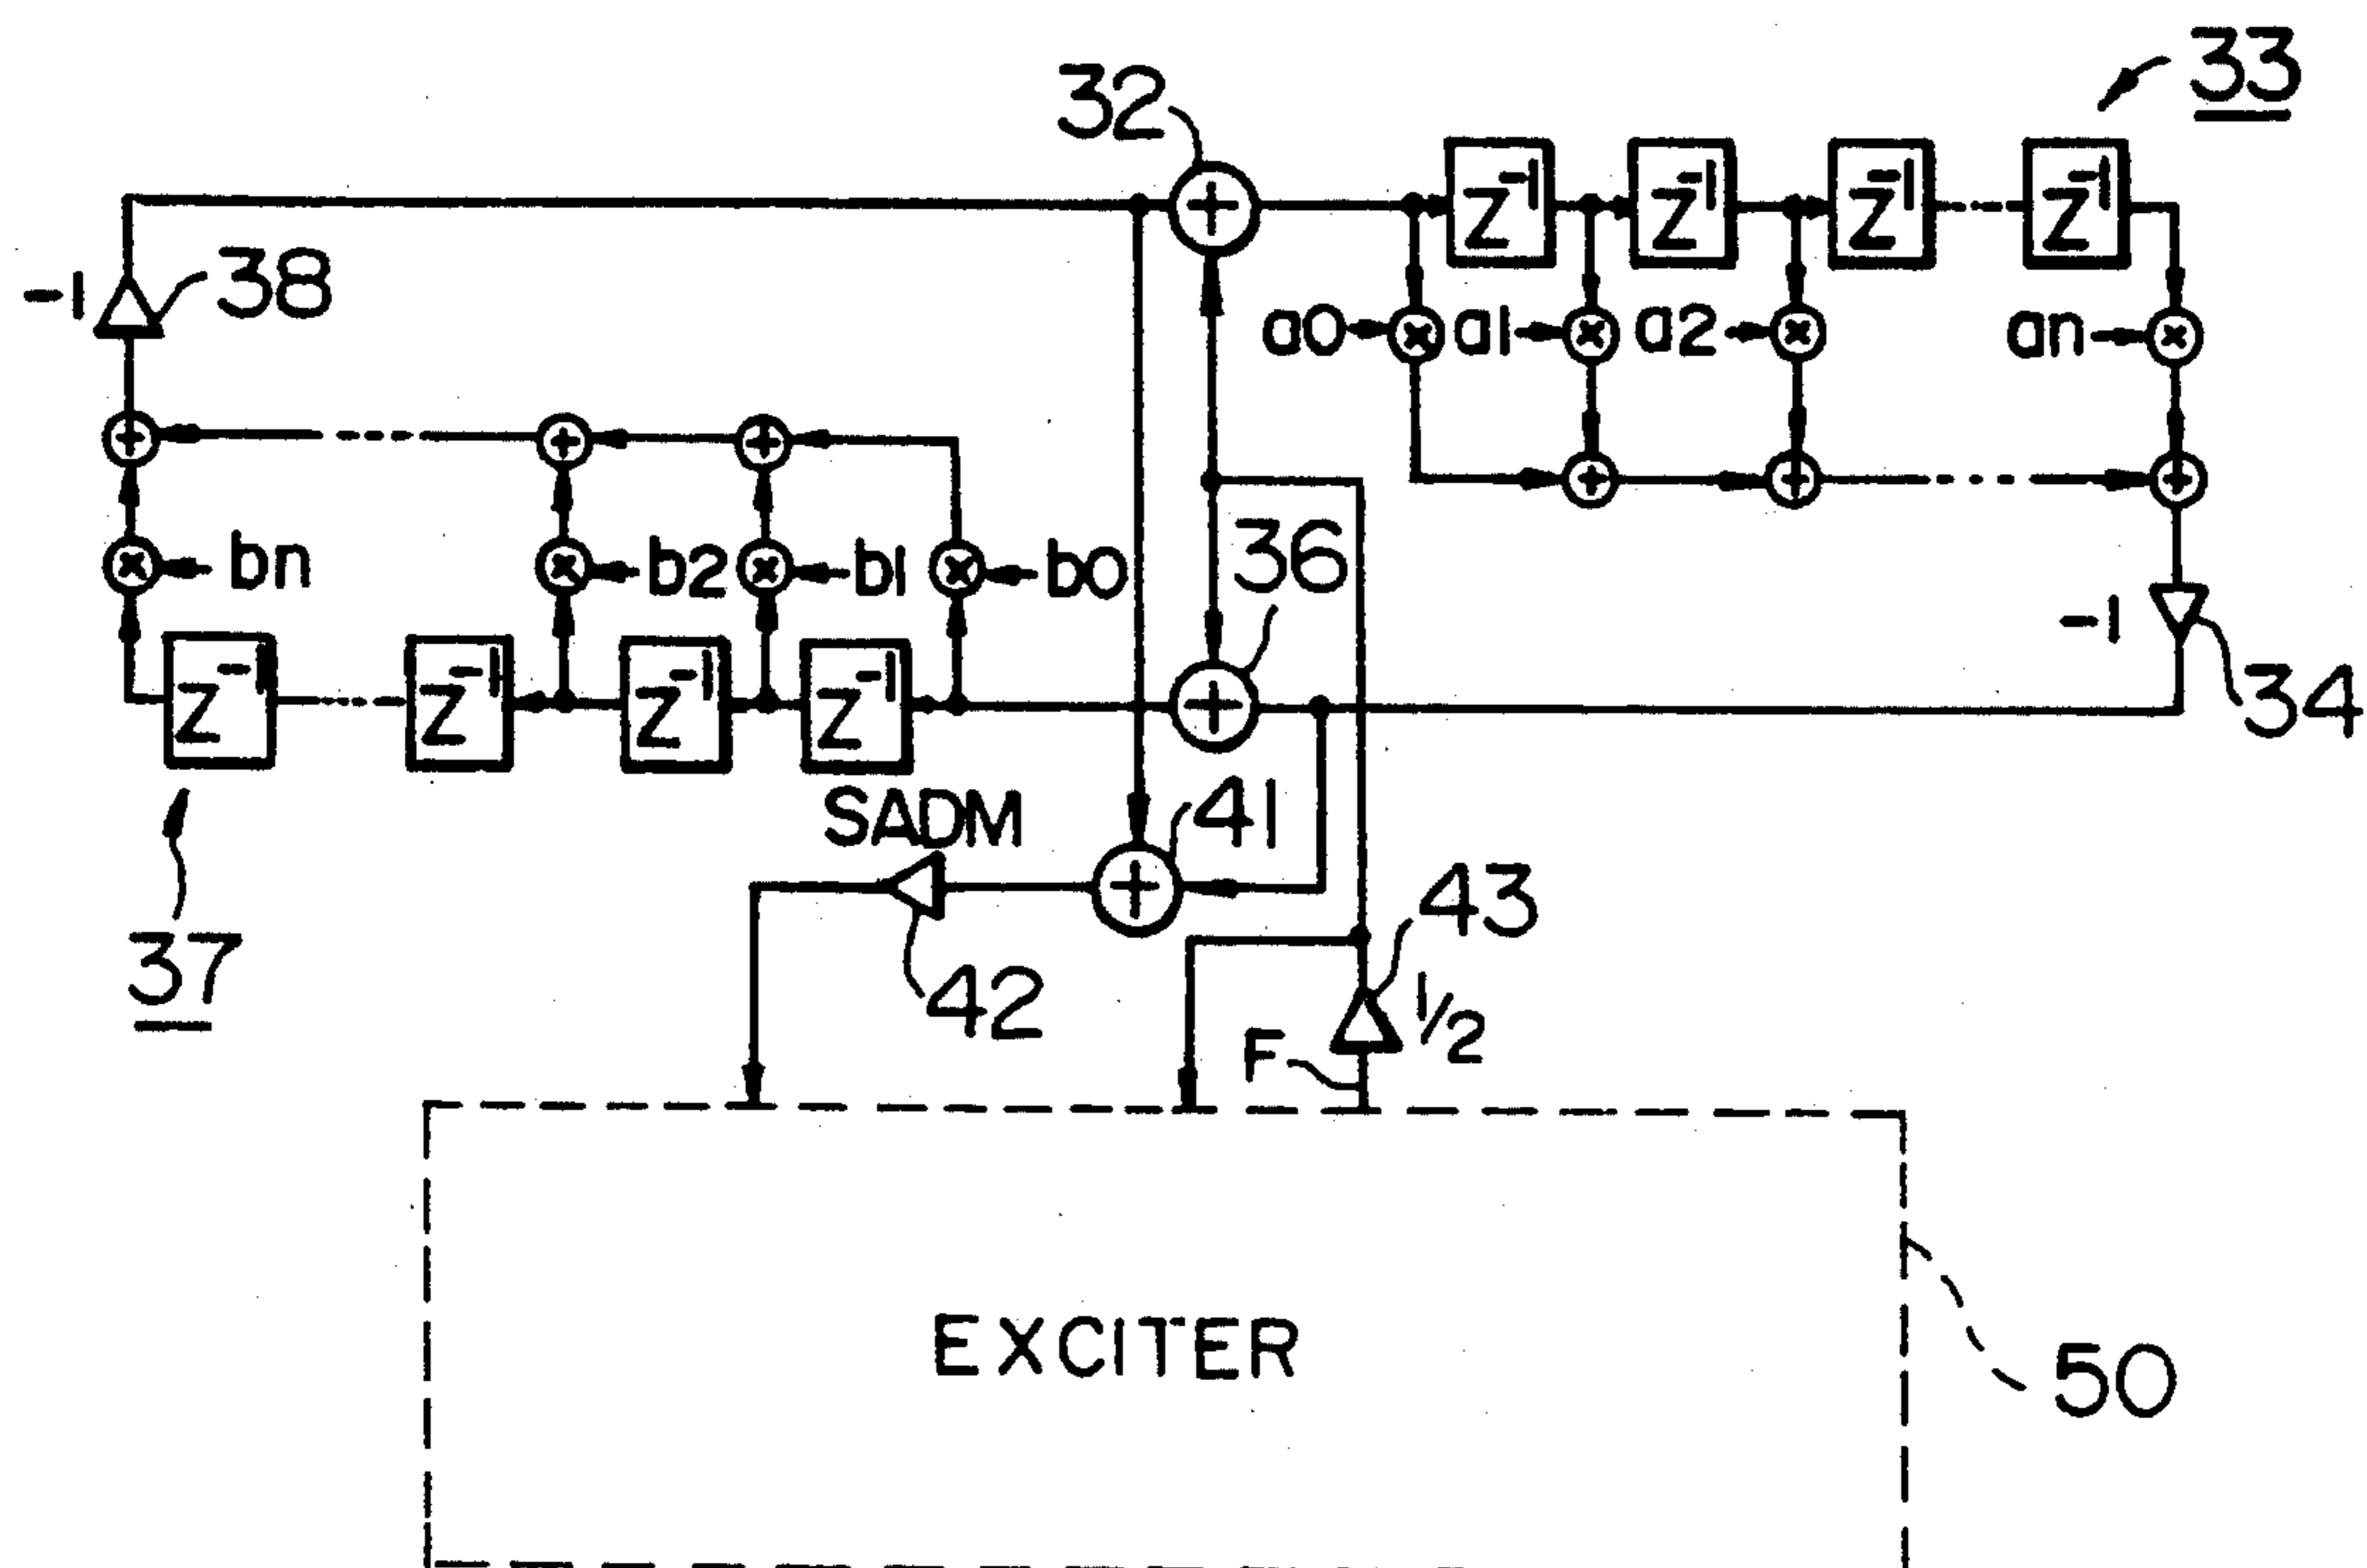 32
33
Z⁻¹ Z⁻¹ Z⁻¹ Z⁻¹
-1 38
a0 a1 a2 an
+ + + +
36
bn b2 b1 b0
-1
34
Z⁻¹ Z⁻¹ Z⁻¹ Z⁻¹
SADM 41
43
37
42
1/2
F
EXCITER
50